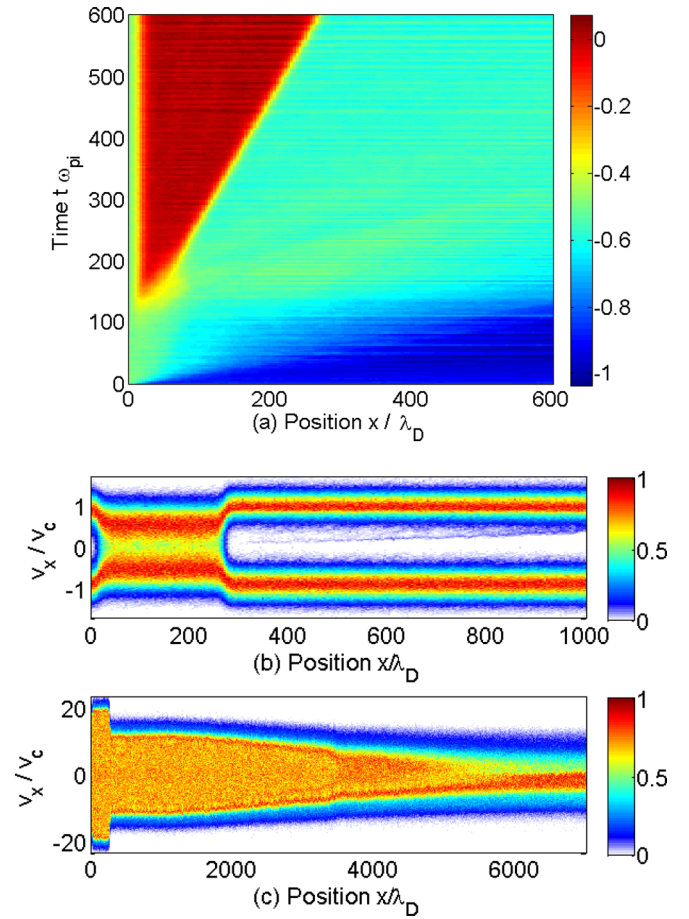 600
500
400
300
200
100
0
Time t ω_pi
0 200 400 600
(a) Position x / λ_D
0
-0.2
-0.4
-0.6
-0.8
-1
1
0
-1
v_x / v_c
0 200 400 600 800 1000
(b) Position x/λ_D
1
0.5
0
20
0
-20
v_x / v_c
0 2000 4000 6000
(c) Position x/λ_D
1
0.5
0